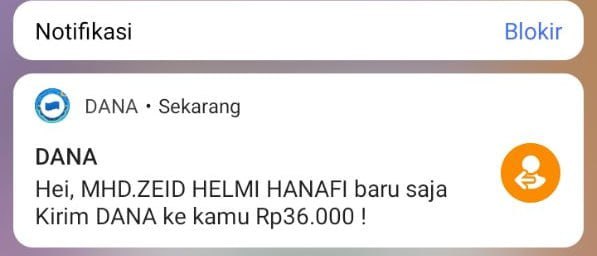 Notifikasi Blokir
DANA • Sekarang
DANA
Hei, MHD.ZEID HELMI HANAFI baru saja
Kirim DANA ke kamu Rp36.000 !